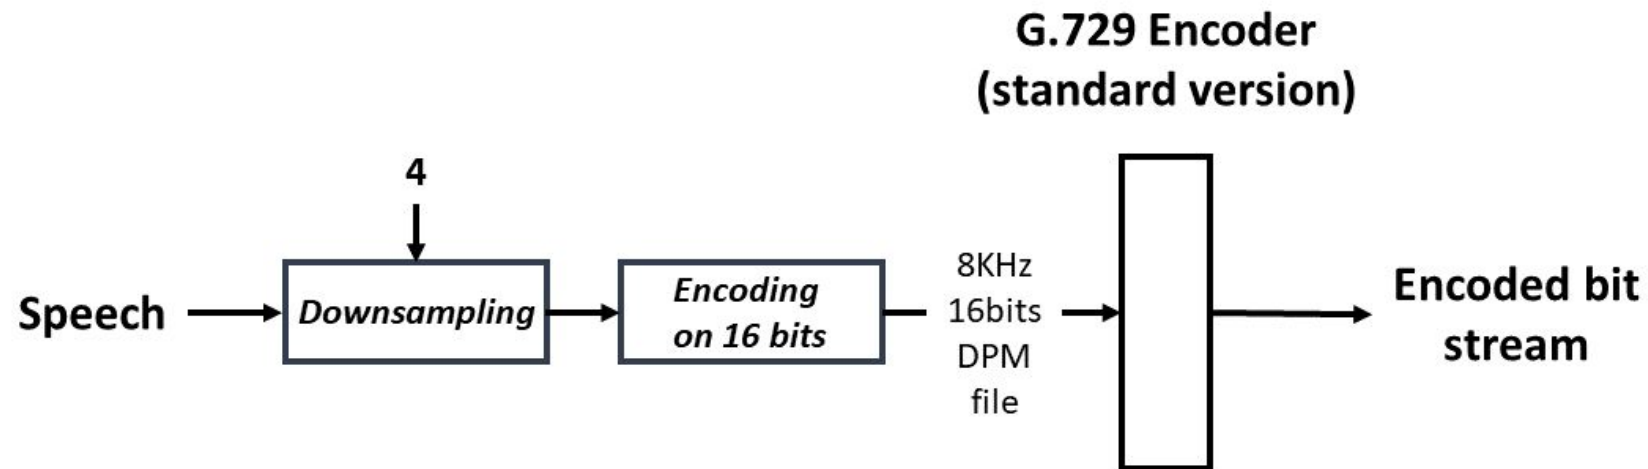 G.729 Encoder
(standard version)
4
Speech
Downsampling
Encoding
on 16 bits
8KHz
16bits
DPM
file
Encoded bit
stream